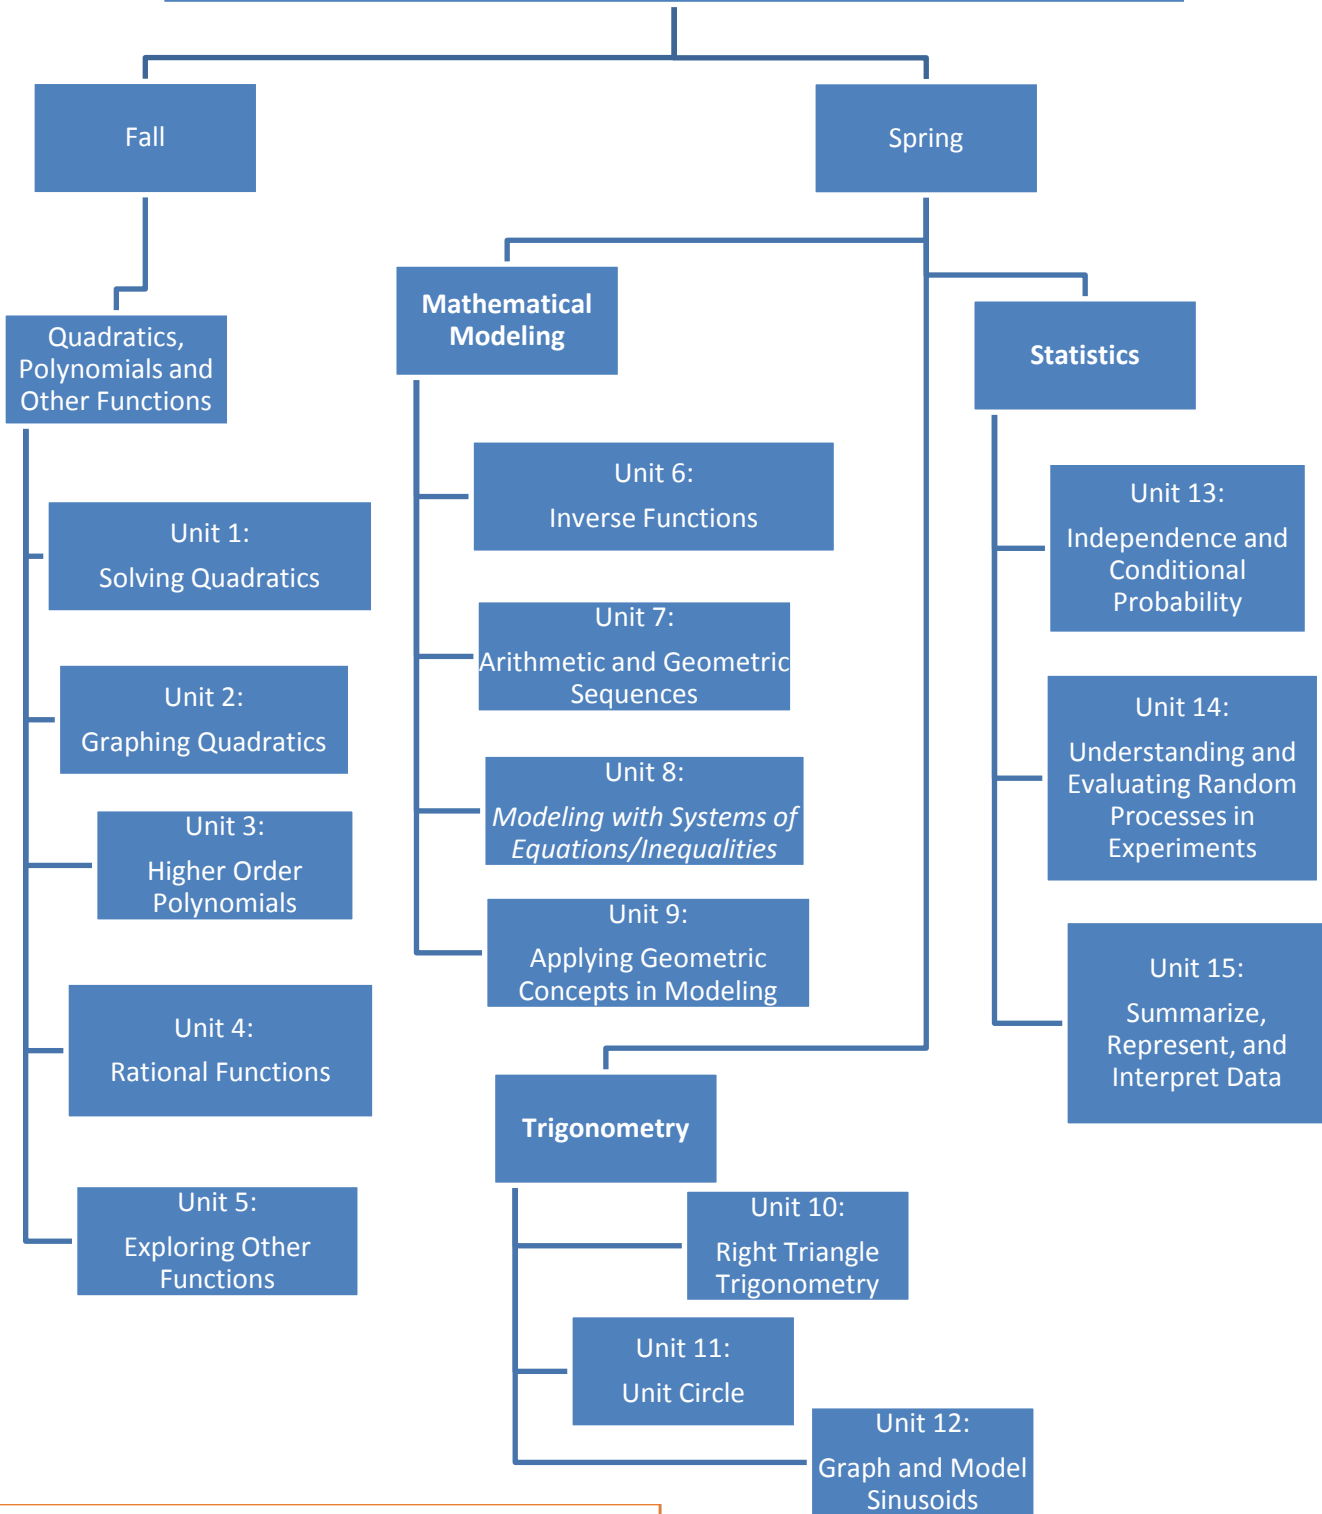 Fall
Spring
Quadratics,
Polynomials and
Other Functions
Unit 1:
Solving Quadratics
Unit 2:
Graphing Quadratics
Unit 3:
Higher Order
Polynomials
Unit 4:
Rational Functions
Unit 5:
Exploring Other
Functions
Mathematical
Modeling
Unit 6:
Inverse Functions
Unit 7:
Arithmetic and Geometric
Sequences
Unit 8:
Modeling with Systems of
Equations/Inequalities
Unit 9:
Applying Geometric
Concepts in Modeling
Trigonometry
Unit 10:
Right Triangle
Trigonometry
Unit 11:
Unit Circle
Unit 12:
Graph and Model
Sinusoids
Statistics
Unit 13:
Independence and
Conditional
Probability
Unit 14:
Understanding and
Evaluating Random
Processes in
Experiments
Unit 15:
Summarize,
Represent, and
Interpret Data